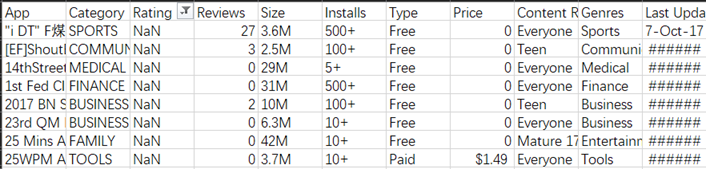 App Category Rating Reviews Size Installs Type Price Content R Genres Last Upda
"i DT" F煤 SPORTS NaN 27 3.6M 500+ Free 0 Everyone Sports 7-Oct-17
[EF]Shoutl COMMUN NaN 3 2.5M 100+ Free 0 Teen Communi ######
14thStreet MEDICAL NaN 0 29M 5+ Free 0 Everyone Medical ######
1st Fed Cl FINANCE NaN 0 31M 500+ Free 0 Everyone Finance ######
2017 BN S BUSINESS NaN 2 10M 100+ Free 0 Teen Business ######
23rd QM BUSINESS NaN 0 6.3M 10+ Free 0 Everyone Business ######
25 Mins A FAMILY NaN 0 42M 10+ Free 0 Mature 17 Entertainn ######
25WPM A TOOLS NaN 0 3.7M 10+ Paid $1.49 Everyone Tools ######